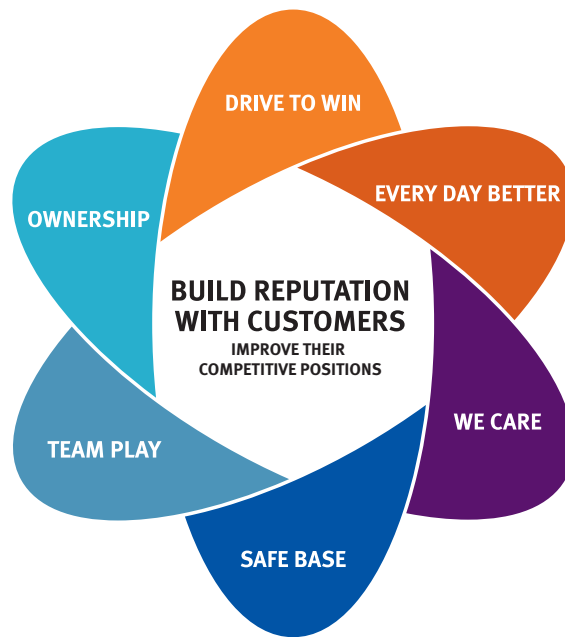 DRIVE TO WIN
EVERY DAY BETTER
OWNERSHIP
BUILD REPUTATION
WITH CUSTOMERS
IMPROVE THEIR
COMPETITIVE POSITIONS
WE CARE
TEAM PLAY
SAFE BASE